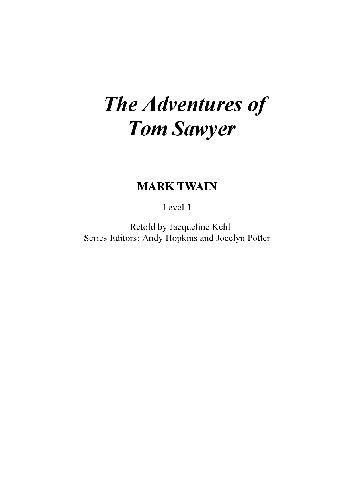 The Adventures of
Tom Sawyer
MARK TWAIN
Level 1
Retold by Jacqueline Kehl
Series Editors: Andy Hopkins and Jocelyn Potter